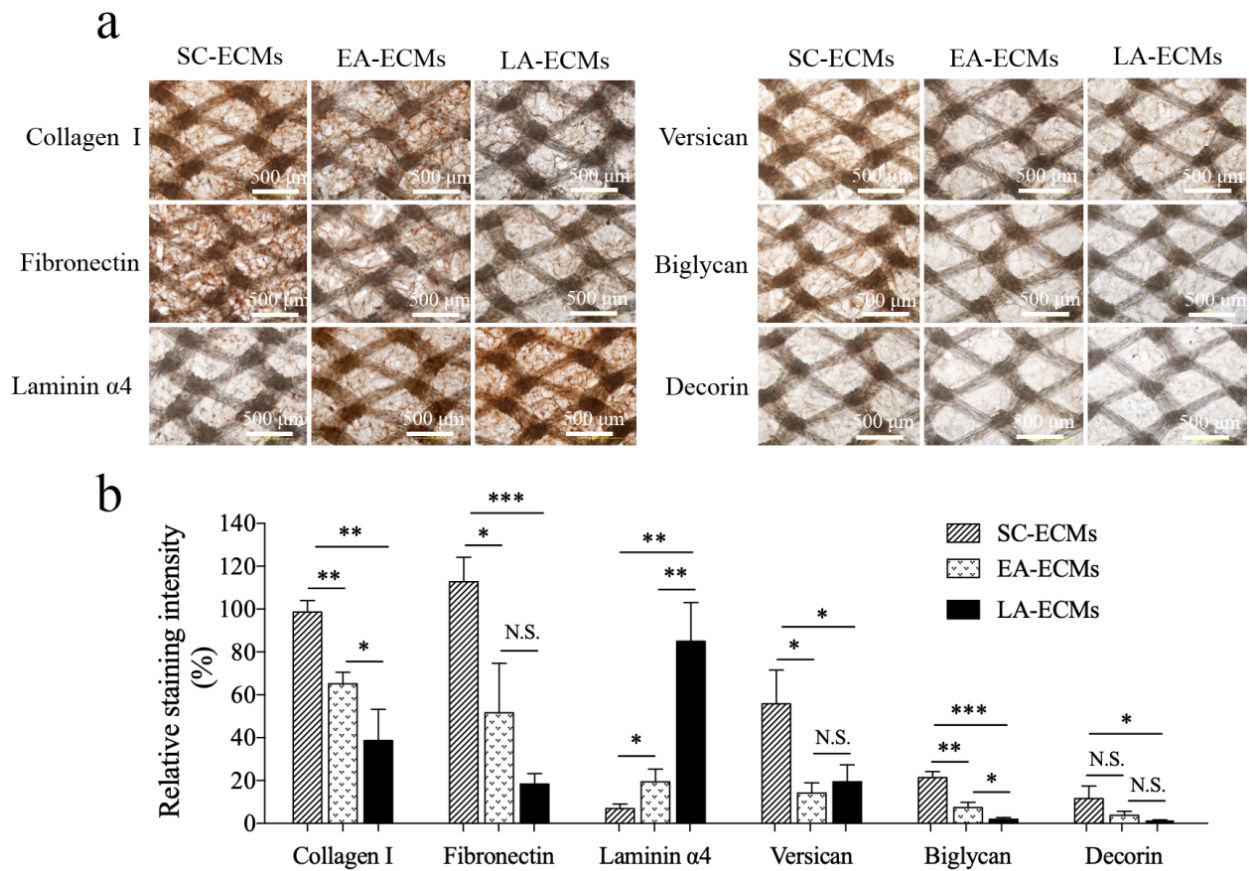 a
SC-ECMs EA-ECMs LA-ECMs SC-ECMs EA-ECMs LA-ECMs
Collagen I 500 μm 500 μm 500 μm Versican 500 μm 500 μm 500 μm
Fibronectin 500 μm 500 μm 500 μm Biglycan 500 μm 500 μm 500 μm
Laminin α4 500 μm 500 μm 500 μm Decorin 500 μm 500 μm 500 μm
b
Relative staining intensity
(%)
140
120
100
80
60
40
20
0
** ** *
*** * N.S.
** ** *
* * N.S.
*** ** *
* N.S. N.S.
SC-ECMs
EA-ECMs
LA-ECMs
Collagen I Fibronectin Laminin α4 Versican Biglycan Decorin